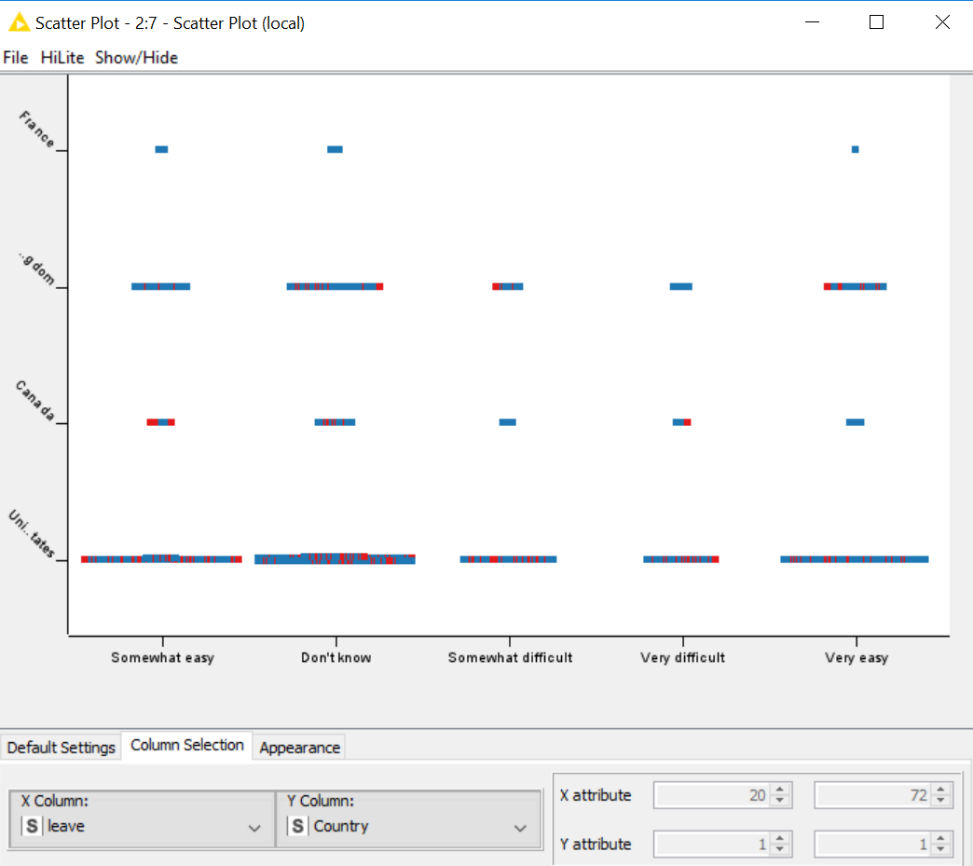 Scatter Plot - 2:7 - Scatter Plot (local)
File HiLite Show/Hide
France
..g dom
Canada
Uni..tates
Somewhat easy Don't know Somewhat difficult Very difficult Very easy
Default Settings Column Selection Appearance
X Column: Y Column:
S leave S Country
X attribute 20 72
Y attribute 1 1